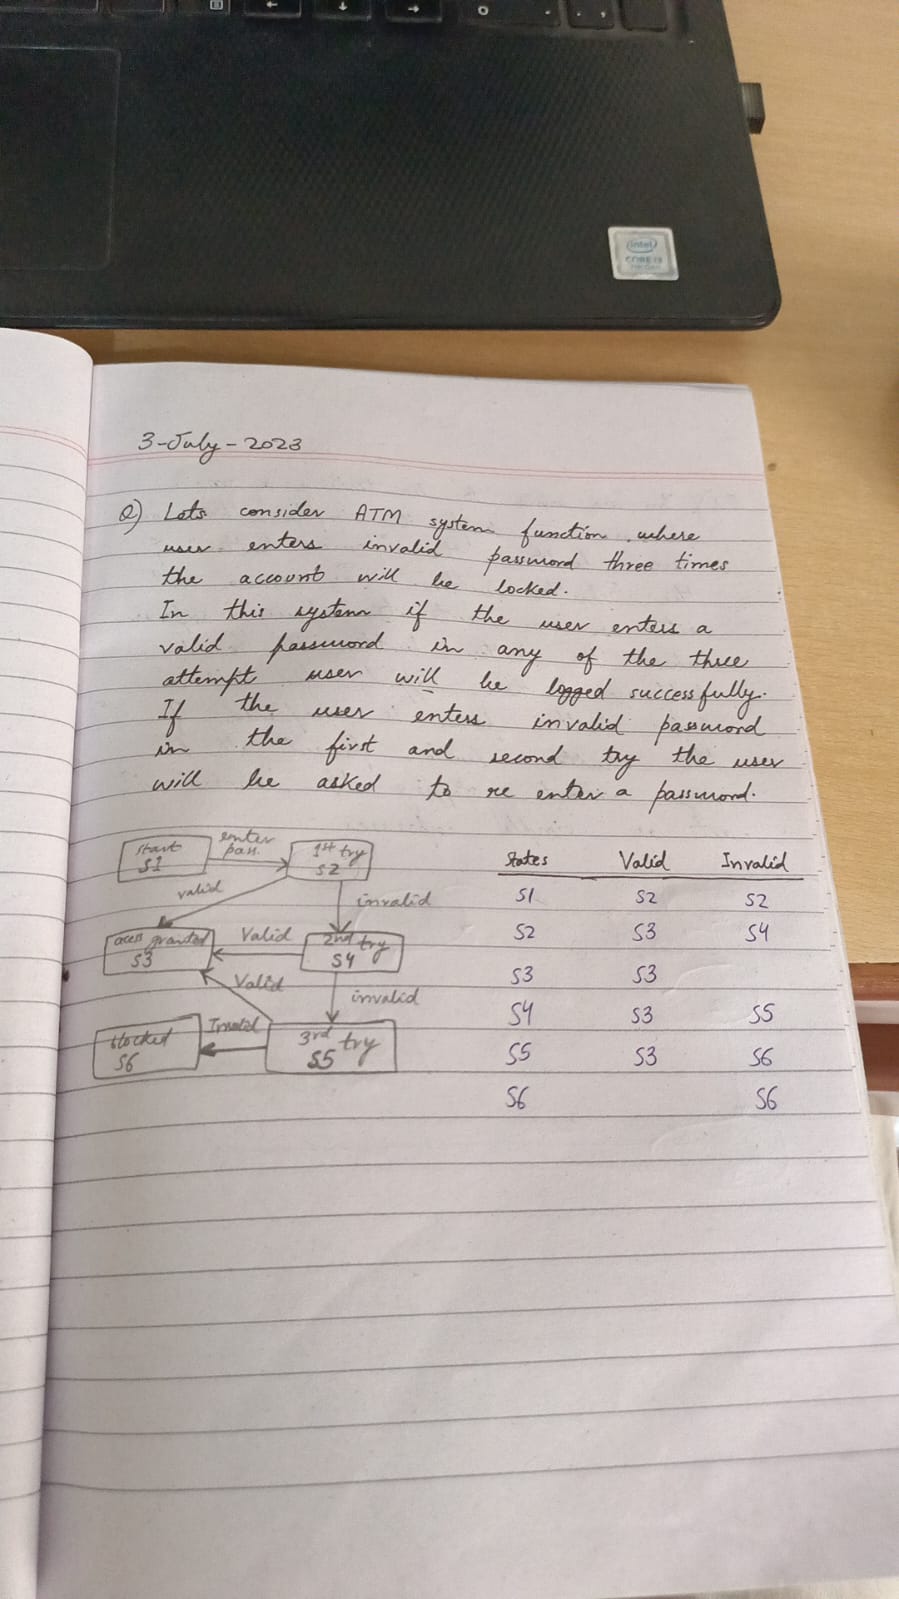 intel
CORE i3
3-July-2023
Q) Lets consider ATM system function where
user enters invalid password three times
the account will be locked.
In this system if the user enters a
valid password in any of the three
attempt user will be logged successfully.
If the user enters invalid password
in the first and second try the user
will be asked to re enter a password.
start
S1
enter
pass.
1st try
S2
valid
invalid
acess granted
S3
Valid
2nd try
S4
Valid
invalid
blocked
S6
Invalid
3rd try
S5
States Valid Invalid
S1 S2 S2
S2 S3 S4
S3 S3
S4 S3 S5
S5 S3 S6
S6 S6